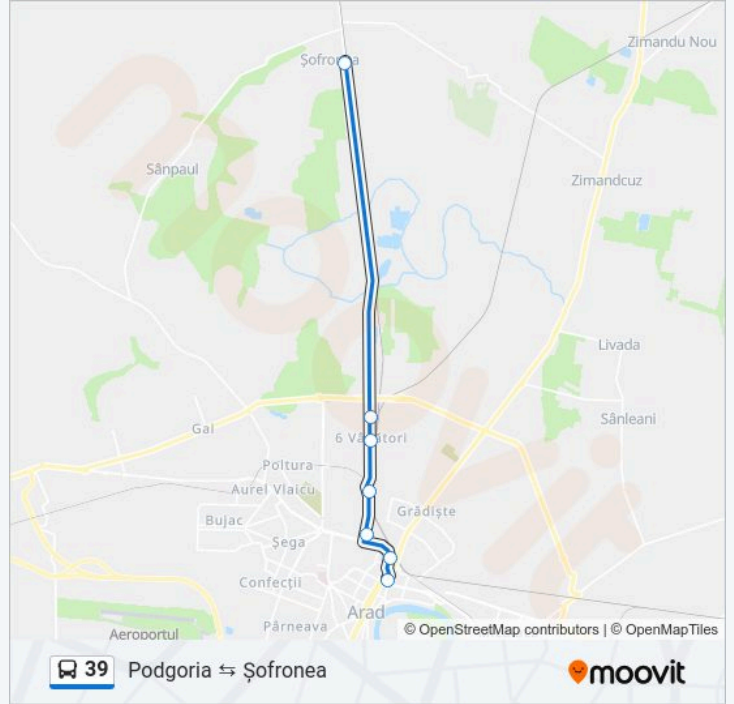 Zimandu Nou
Șofronea
Sânpaul
Zimandcuz
Livada
Sânleani
Gai
6 Vânători
Poltura
Aurel Vlaicu
Grădiște
Bujac
Șega
Confecții
Arad
Pârneava
Aeroportul
© OpenStreetMap contributors | © OpenMapTiles
39 Podgoria ⇆ Șofronea
moovit
moovit